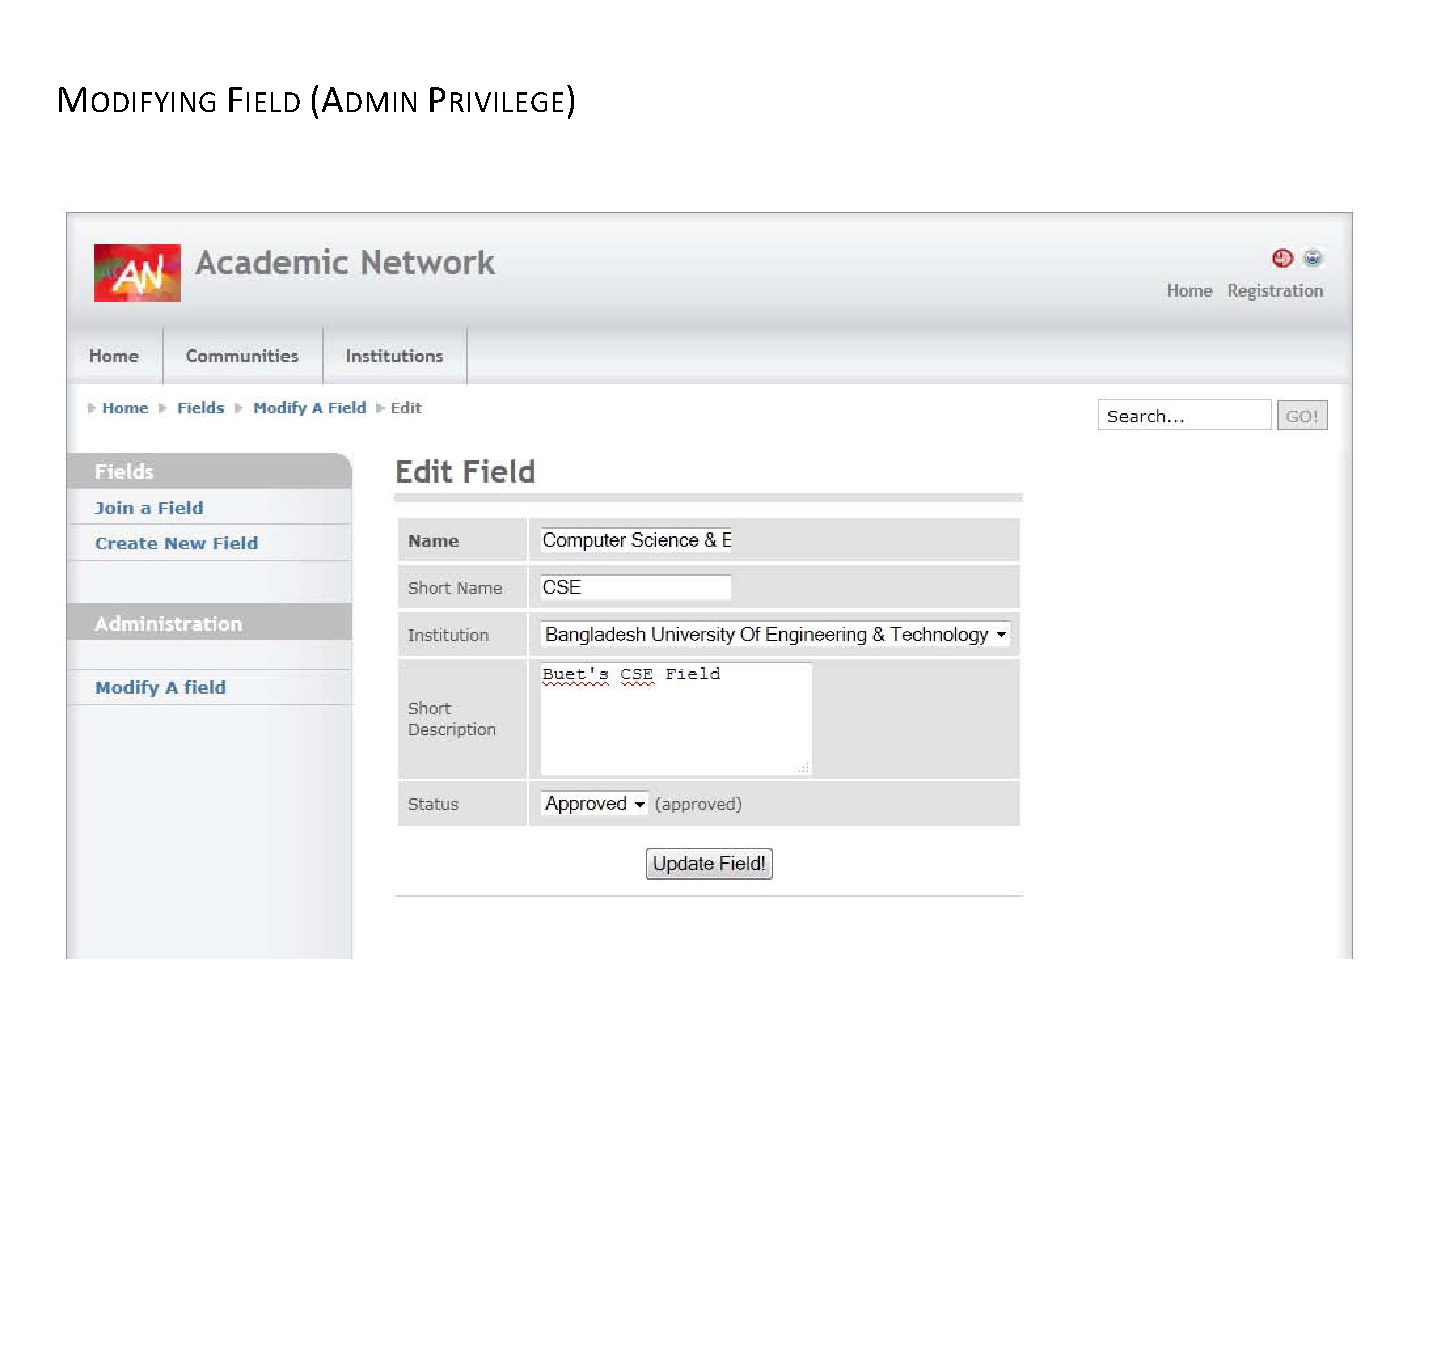 MODIFYING FIELD (ADMIN PRIVILEGE)
AN
Academic Network
Home Registration
Home Communities Institutions
Home Fields Modify A Field Edit
Search... GO!
Fields
Join a Field
Create New Field
Administration
Modify A field
Edit Field
Name Computer Science & E
Short Name CSE
Institution Bangladesh University Of Engineering & Technology
Short Description
Buet's CSE Field
Status Approved (approved)
Update Field!